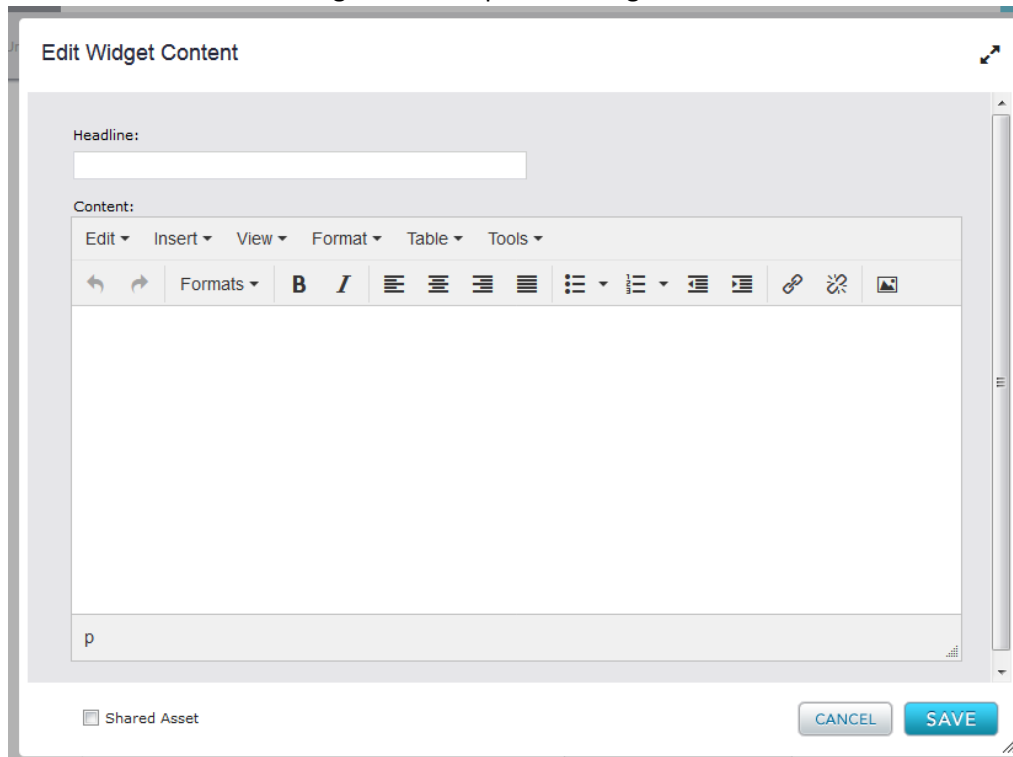 Edit Widget Content
Headline:
Content:
Edit Insert View Format Table Tools
Formats B I
p
Shared Asset CANCEL SAVE